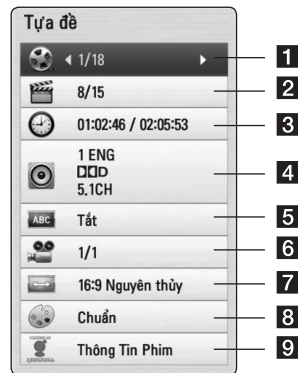 Tựa đề
1/18
1
8/15
2
01:02:46 / 02:05:53
3
1 ENG
DD D
5.1CH
4
ABC
Tắt
5
1/1
6
16:9 Nguyên thủy
7
Chuẩn
8
Thông Tin Phim
9